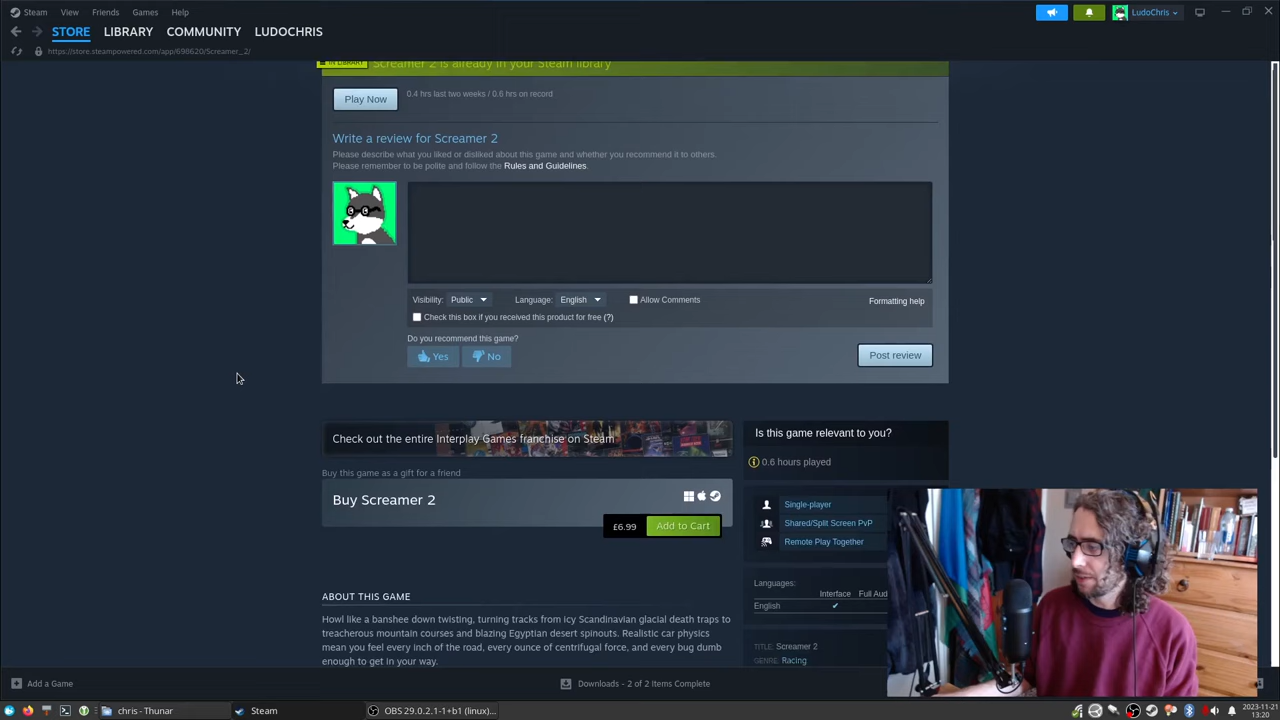 Steam View Friends Games Help LudoChris
STORE LIBRARY COMMUNITY LUDOCHRIS
https://store.steampowered.com/app/698620/Screamer_2/
IN LIBRARY Screamer 2 is already in your Steam library
Play Now 0.4 hrs last two weeks / 0.6 hrs on record
Write a review for Screamer 2
Please describe what you liked or disliked about this game and whether you recommend it to others.
Please remember to be polite and follow the Rules and Guidelines.
Visibility: Public Language: English Allow Comments Formatting help
Check this box if you received this product for free (?)
Do you recommend this game?
Yes No Post review
Check out the entire Interplay Games franchise on Steam
Buy this game as a gift for a friend
Buy Screamer 2
£6.99 Add to Cart
Is this game relevant to you?
0.6 hours played
Single-player
Shared/Split Screen PvP
Remote Play Together
Languages:
Interface Full Aud
English ✔
TITLE: Screamer 2
GENRE: Racing
ABOUT THIS GAME
Howl like a banshee down twisting, turning tracks from icy Scandinavian glacial death traps to
treacherous mountain courses and blazing Egyptian desert spinouts. Realistic car physics
mean you feel every inch of the road, every ounce of centrifugal force, and every bug dumb
enough to get in your way.
Add a Game Downloads - 2 of 2 Items Complete
chris - Thunar Steam OBS 29.0.2.1-1+b1 (linux)... 2023-11-21
13:20